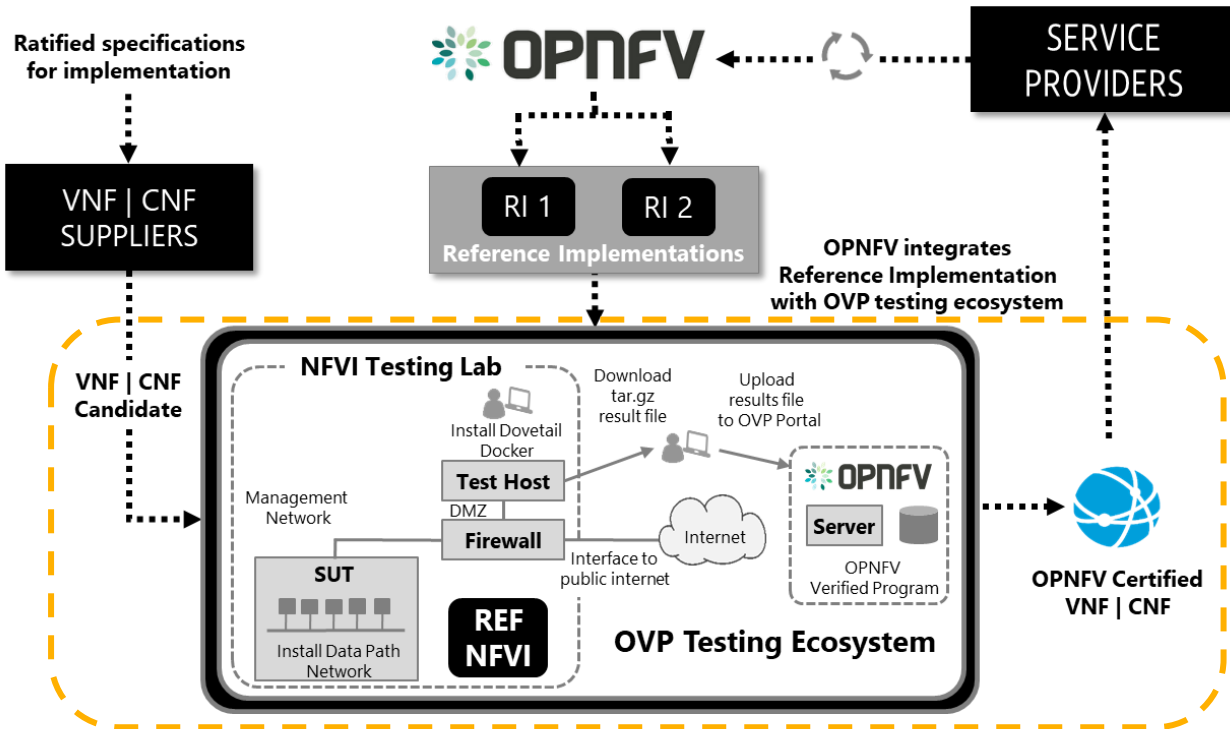 Ratified specifications
for implementation
OPNFV
SERVICE
PROVIDERS
VNF | CNF
SUPPLIERS
RI 1
RI 2
Reference Implementations
OPNFV integrates
Reference Implementation
with OVP testing ecosystem
VNF | CNF
Candidate
NFVI Testing Lab
Install Dovetail
Docker
Test Host
DMZ
Firewall
Management
Network
SUT
Install Data Path
Network
REF
NFVI
Download
tar.gz
result file
Upload
results file
to OVP Portal
Internet
Interface to
public internet
OPNFV
Server
OPNFV
Verified Program
OVP Testing Ecosystem
OPNFV Certified
VNF | CNF